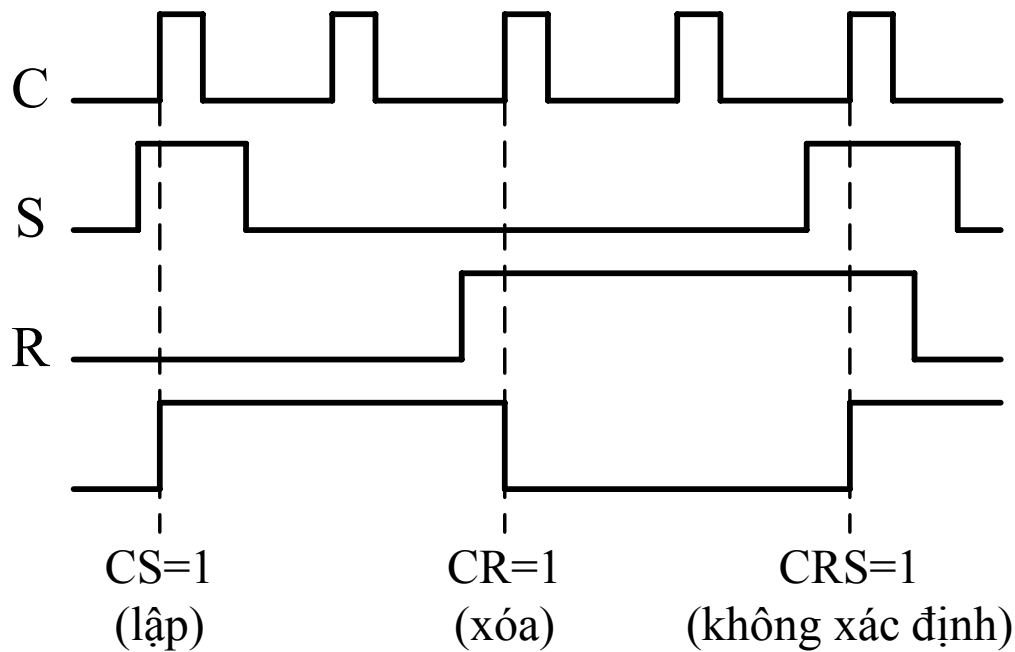 C
S
R
CS=1
(lập)
CR=1
(xóa)
CRS=1
(không xác định)